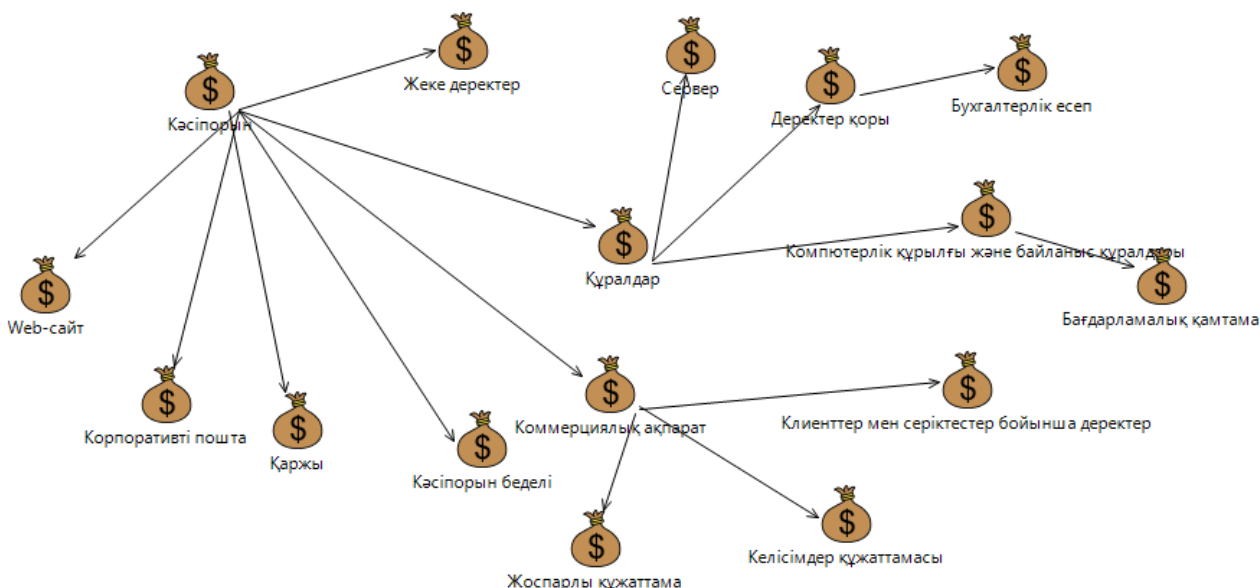 Жеке деректер
Сервер
Бухгалтерлік есеп
Деректер қоры
Кәсіпорын
Компютерлік құрылғы және байланыс құралдары
Құралдар
Бағдарламалық қамтама
Web-сайт
Коммерциялық ақпарат
Клиенттер мен серіктестер бойынша деректер
Корпоративті пошта
Қаржы
Кәсіпорын беделі
Келісімдер құжаттамасы
Жоспарлы құжаттама